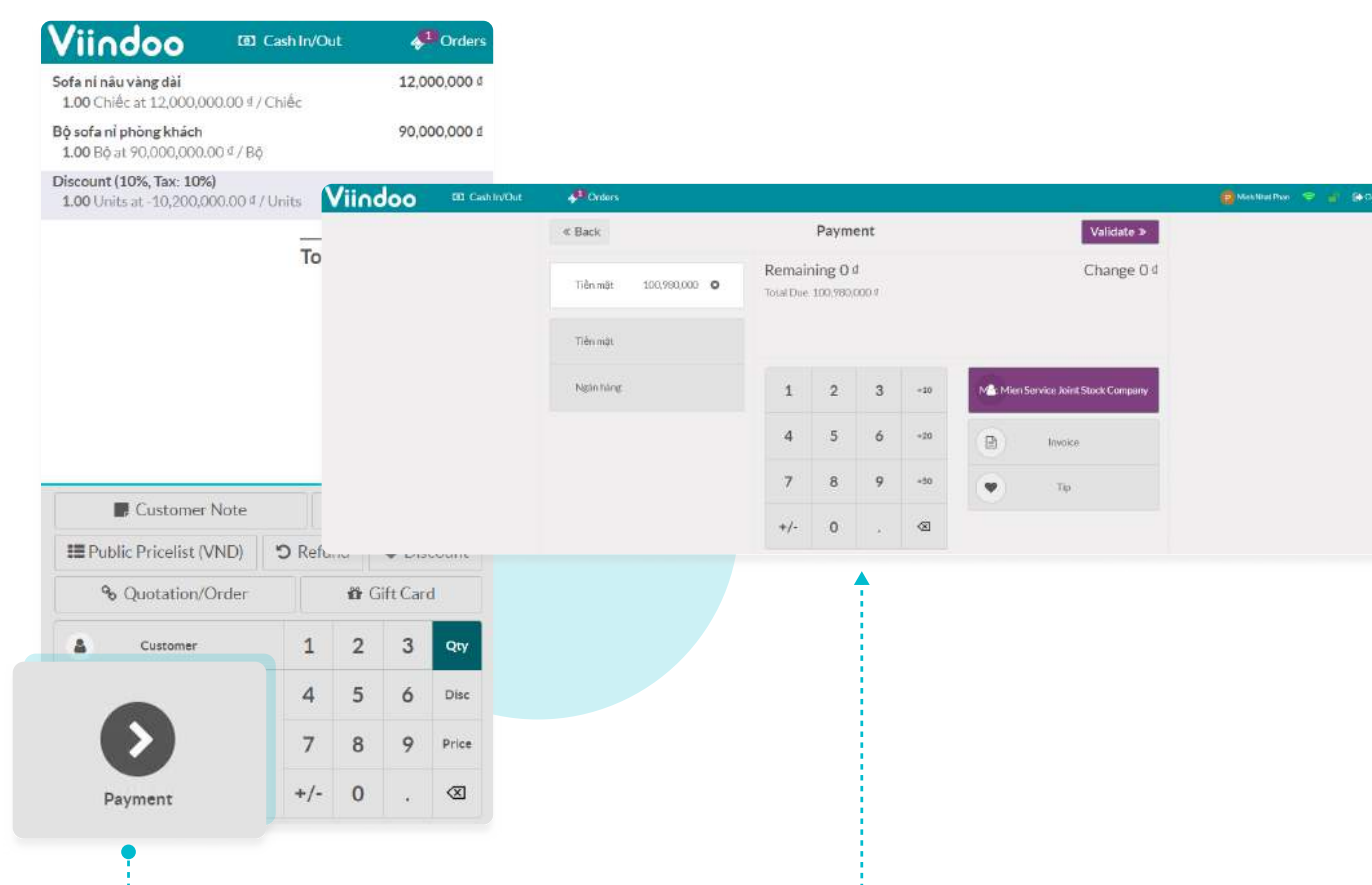 Viindoo Cash In/Out 1 Orders
Sofa nỉ nâu vàng dài 12,000,000 đ
1.00 Chiếc at 12,000,000.00 đ / Chiếc
Bộ sofa nỉ phòng khách 90,000,000 đ
1.00 Bộ at 90,000,000.00 đ / Bộ
Discount (10%, Tax: 10%)
1.00 Units at -10,200,000.00 đ / Units
To
Customer Note
Public Pricelist (VND) Refund Discount
Quotation/Order Gift Card
Customer 1 2 3 Qty
4 5 6 Disc
7 8 9 Price
+/- 0 .
Payment
Viindoo Cash In/Out 1 Orders P Mien Nhat Phan
« Back Payment Validate »
Tiền mặt 100,980,000 Remaining 0 đ Change 0 đ
Total Due 100,980,000 đ
Tiền mặt
Ngân hàng
1 2 3 +10 Mien Service Joint Stock Company
4 5 6 +20 Invoice
7 8 9 +50 Tip
+/- 0 .